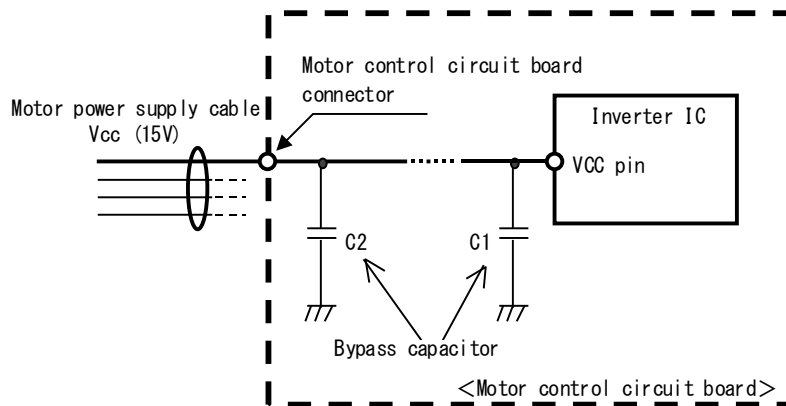 Motor control circuit board
connector
Motor power supply cable
Vcc (15V)
Inverter IC
VCC pin
C2
C1
Bypass capacitor
<Motor control circuit board>